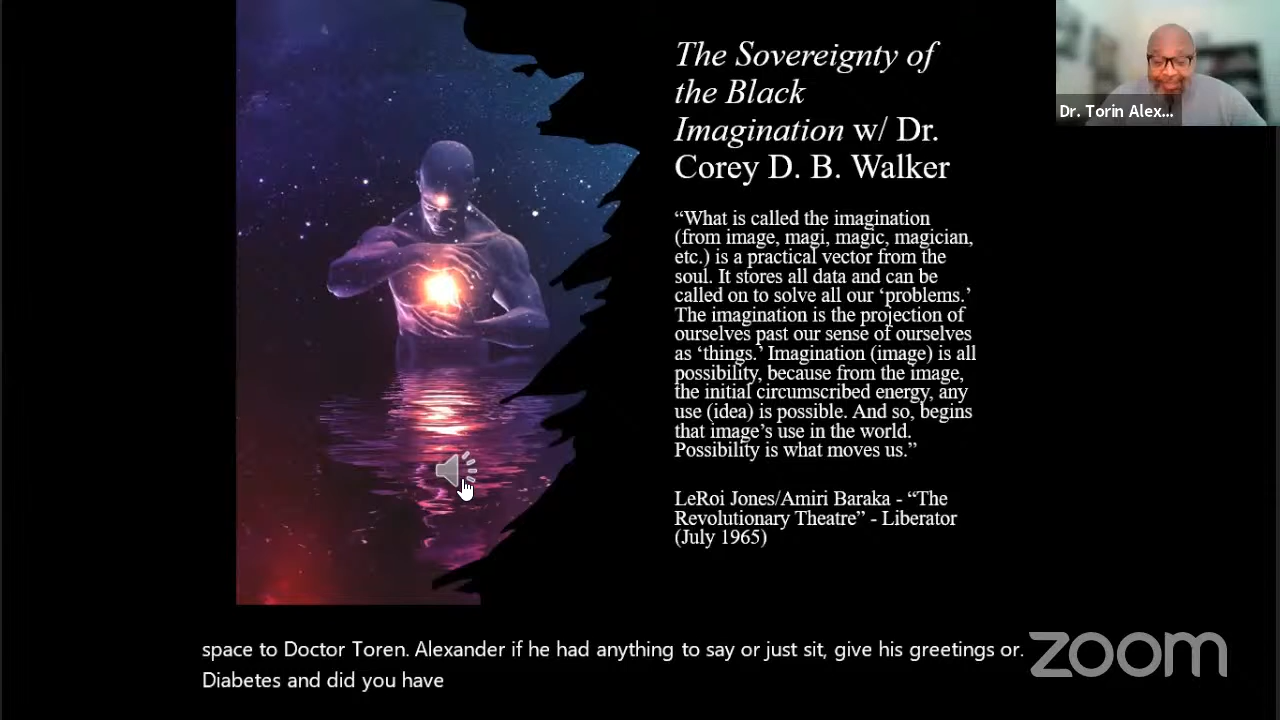 The Sovereignty of
the Black
Imagination w/ Dr.
Corey D. B. Walker
“What is called the imagination
(from image, magi, magic, magician,
etc.) is a practical vector from the
soul. It stores all data and can be
called on to solve all our ‘problems.’
The imagination is the projection of
ourselves past our sense of ourselves
as ‘things.’ Imagination (image) is all
possibility, because from the image,
the initial circumscribed energy, any
use (idea) is possible. And so, begins
that image’s use in the world.
Possibility is what moves us.”
LeRoi Jones/Amiri Baraka - “The
Revolutionary Theatre” - Liberator
(July 1965)
Dr. Torin Alex...
space to Doctor Toren. Alexander if he had anything to say or just sit, give his greetings or.
Diabetes and did you have
zoom